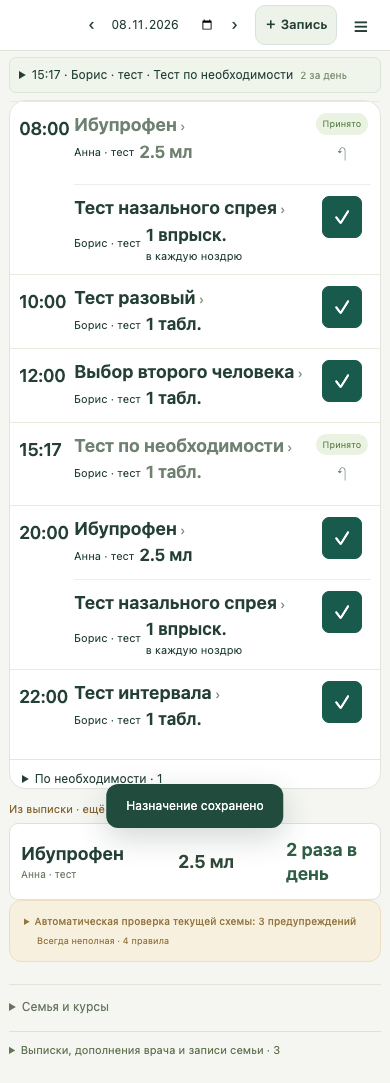 ‹ 08.11.2026 › + Запись
15:17 · Борис · тест · Тест по необходимости 2 за день
08:00 Ибупрофен › Принято
Анна · тест 2.5 мл
Тест назального спрея ›
Борис · тест 1 впрыск.
в каждую ноздрю
10:00 Тест разовый ›
Борис · тест 1 табл.
12:00 Выбор второго человека ›
Борис · тест 1 табл.
15:17 Тест по необходимости › Принято
Борис · тест 1 табл.
20:00 Ибупрофен ›
Анна · тест 2.5 мл
Тест назального спрея ›
Борис · тест 1 впрыск.
в каждую ноздрю
22:00 Тест интервала ›
Борис · тест 1 табл.
По необходимости · 1
Из выписки · ещё
Назначение сохранено
Ибупрофен 2.5 мл 2 раза в
день
Анна · тест
Автоматическая проверка текущей схемы: 3 предупреждений
Всегда неполная · 4 правила
Семья и курсы
Выписки, дополнения врача и записи семьи · 3